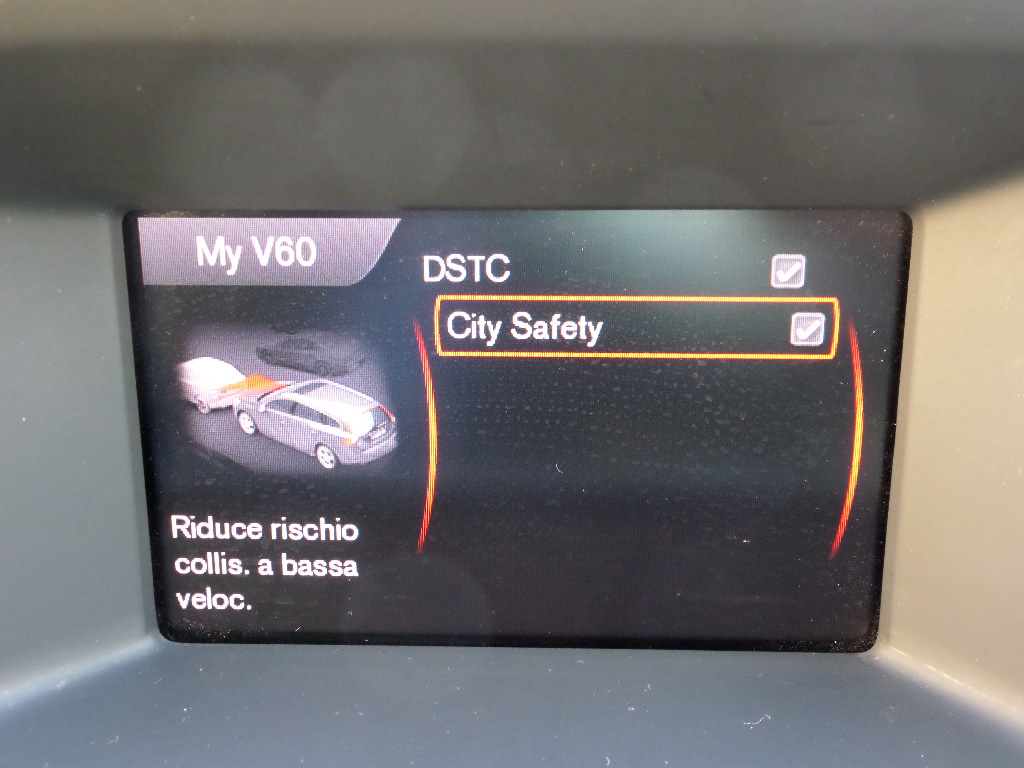 My V60
DSTC
City Safety
Riduce rischio
collis. a bassa
veloc.